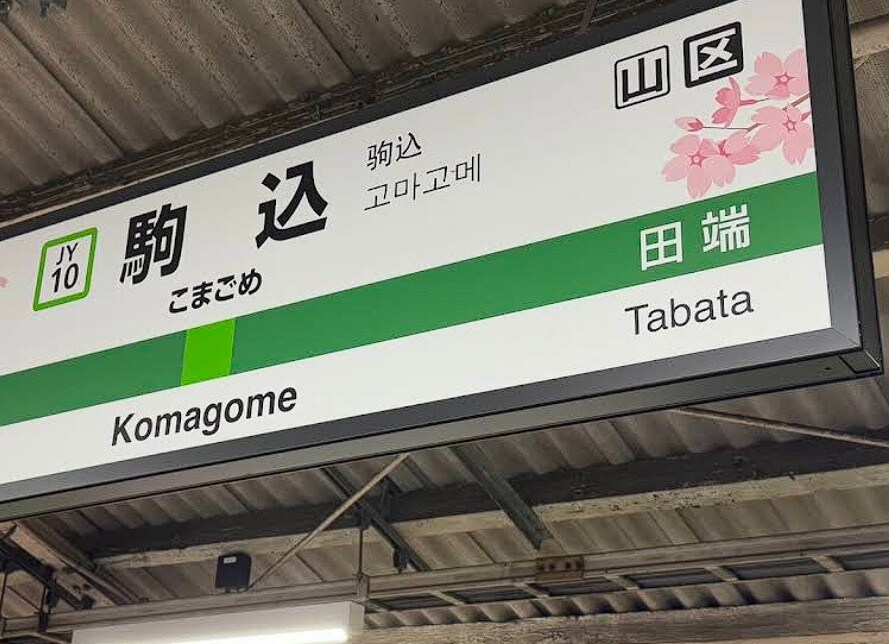 山 区
JY
10
駒込
驹込
고마고메
こまごめ
田端
Komagome
Tabata